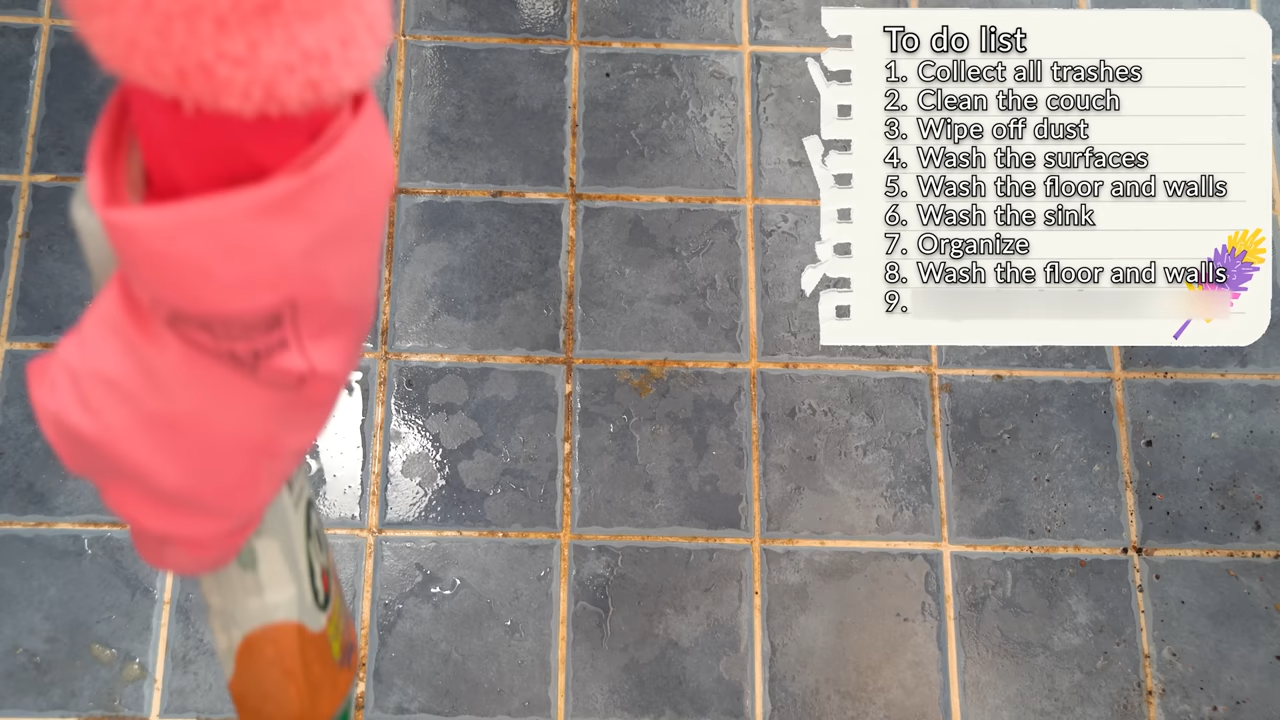 To do list
1. Collect all trashes
2. Clean the couch
3. Wipe off dust
4. Wash the surfaces
5. Wash the floor and walls
6. Wash the sink
7. Organize
8. Wash the floor and walls
9.